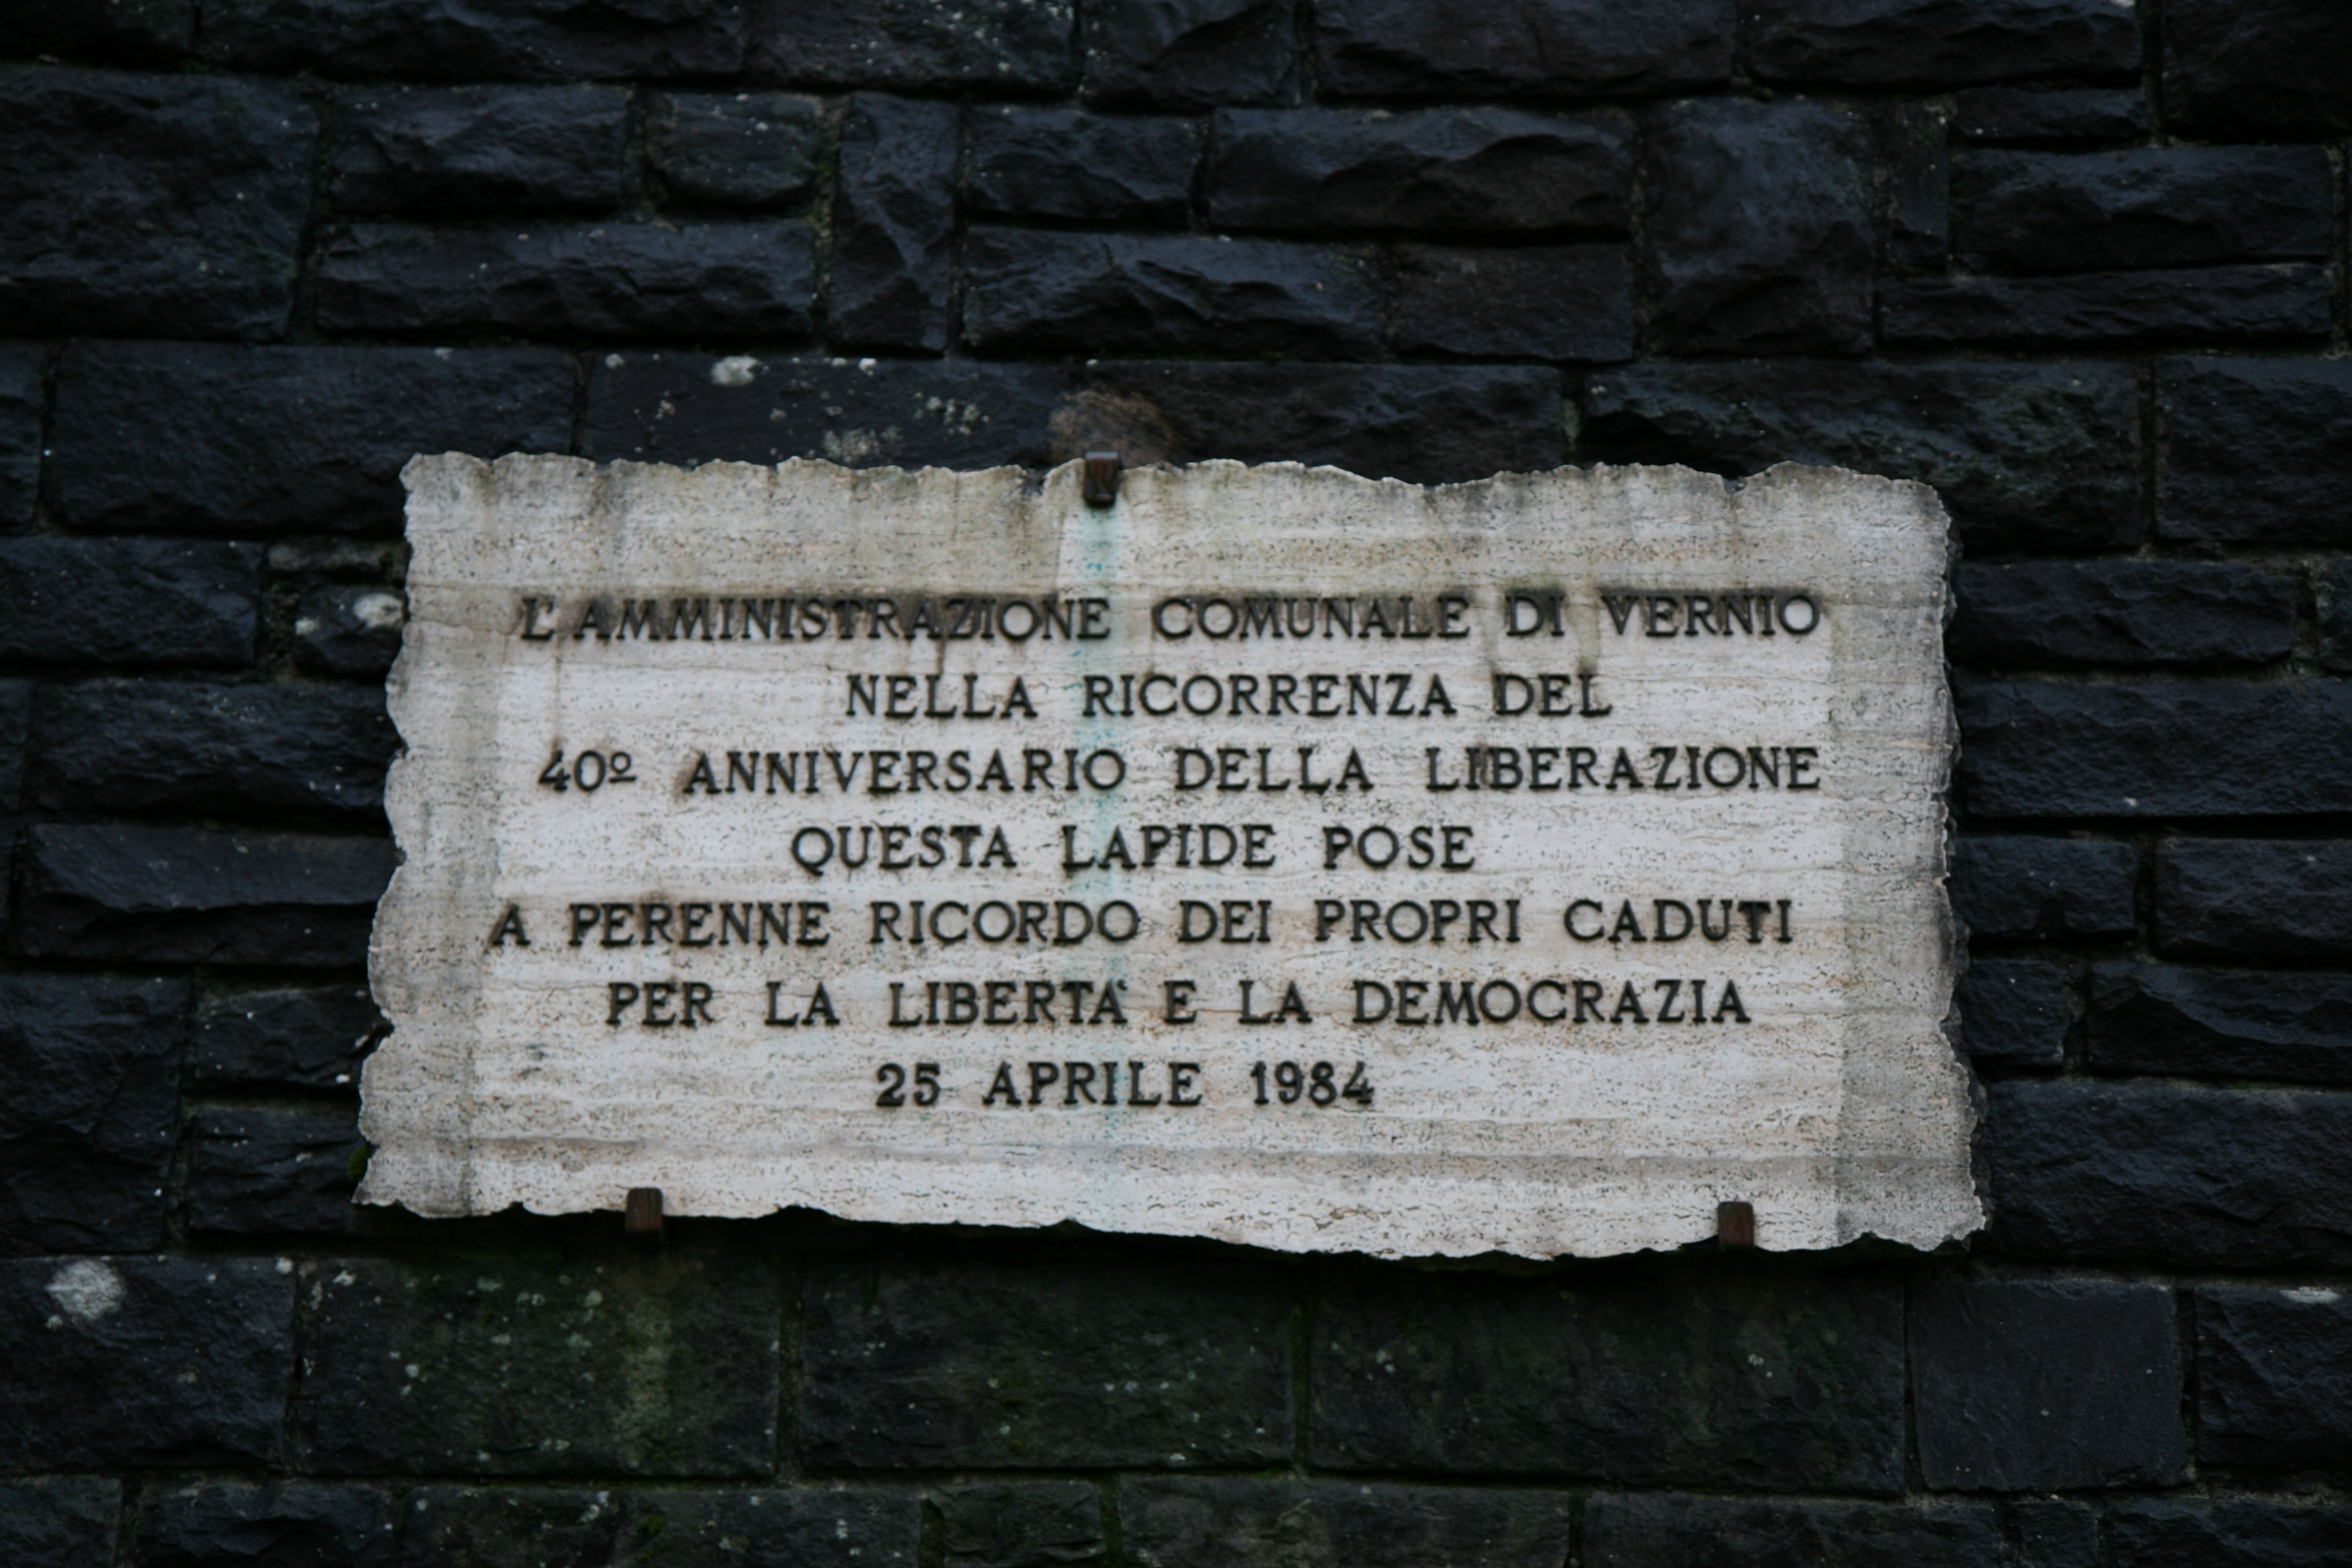 L'AMMINISTRAZIONE COMUNALE DI VERNIO
NELLA RICORRENZA DEL
40º ANNIVERSARIO DELLA LIBERAZIONE
QUESTA LAPIDE POSE
A PERENNE RICORDO DEI PROPRI CADUTI
PER LA LIBERTA' E LA DEMOCRAZIA
25 APRILE 1984